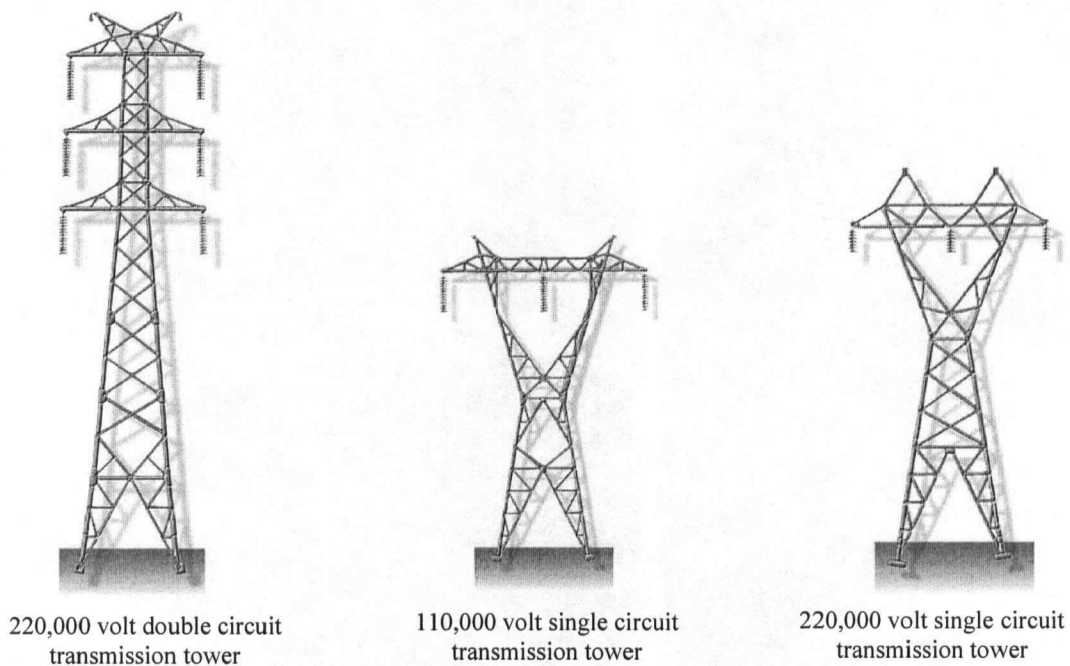 220,000 volt double circuit
transmission tower
110,000 volt single circuit
transmission tower
220,000 volt single circuit
transmission tower